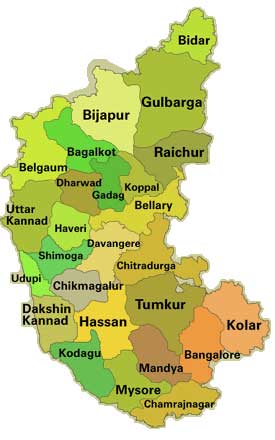 Bidar
Gulbarga
Bijapur
Bagalkot
Raichur
Belgaum
Dharwad
Koppal
Gadag
Uttar
Kannad
Bellary
Haveri
Davangere
Shimoga
Chitradurga
Udupi
Chikmagalur
Tumkur
Dakshin
Kannad
Hassan
Kolar
Kodagu
Bangalore
Mandya
Mysore
Chamrajnagar